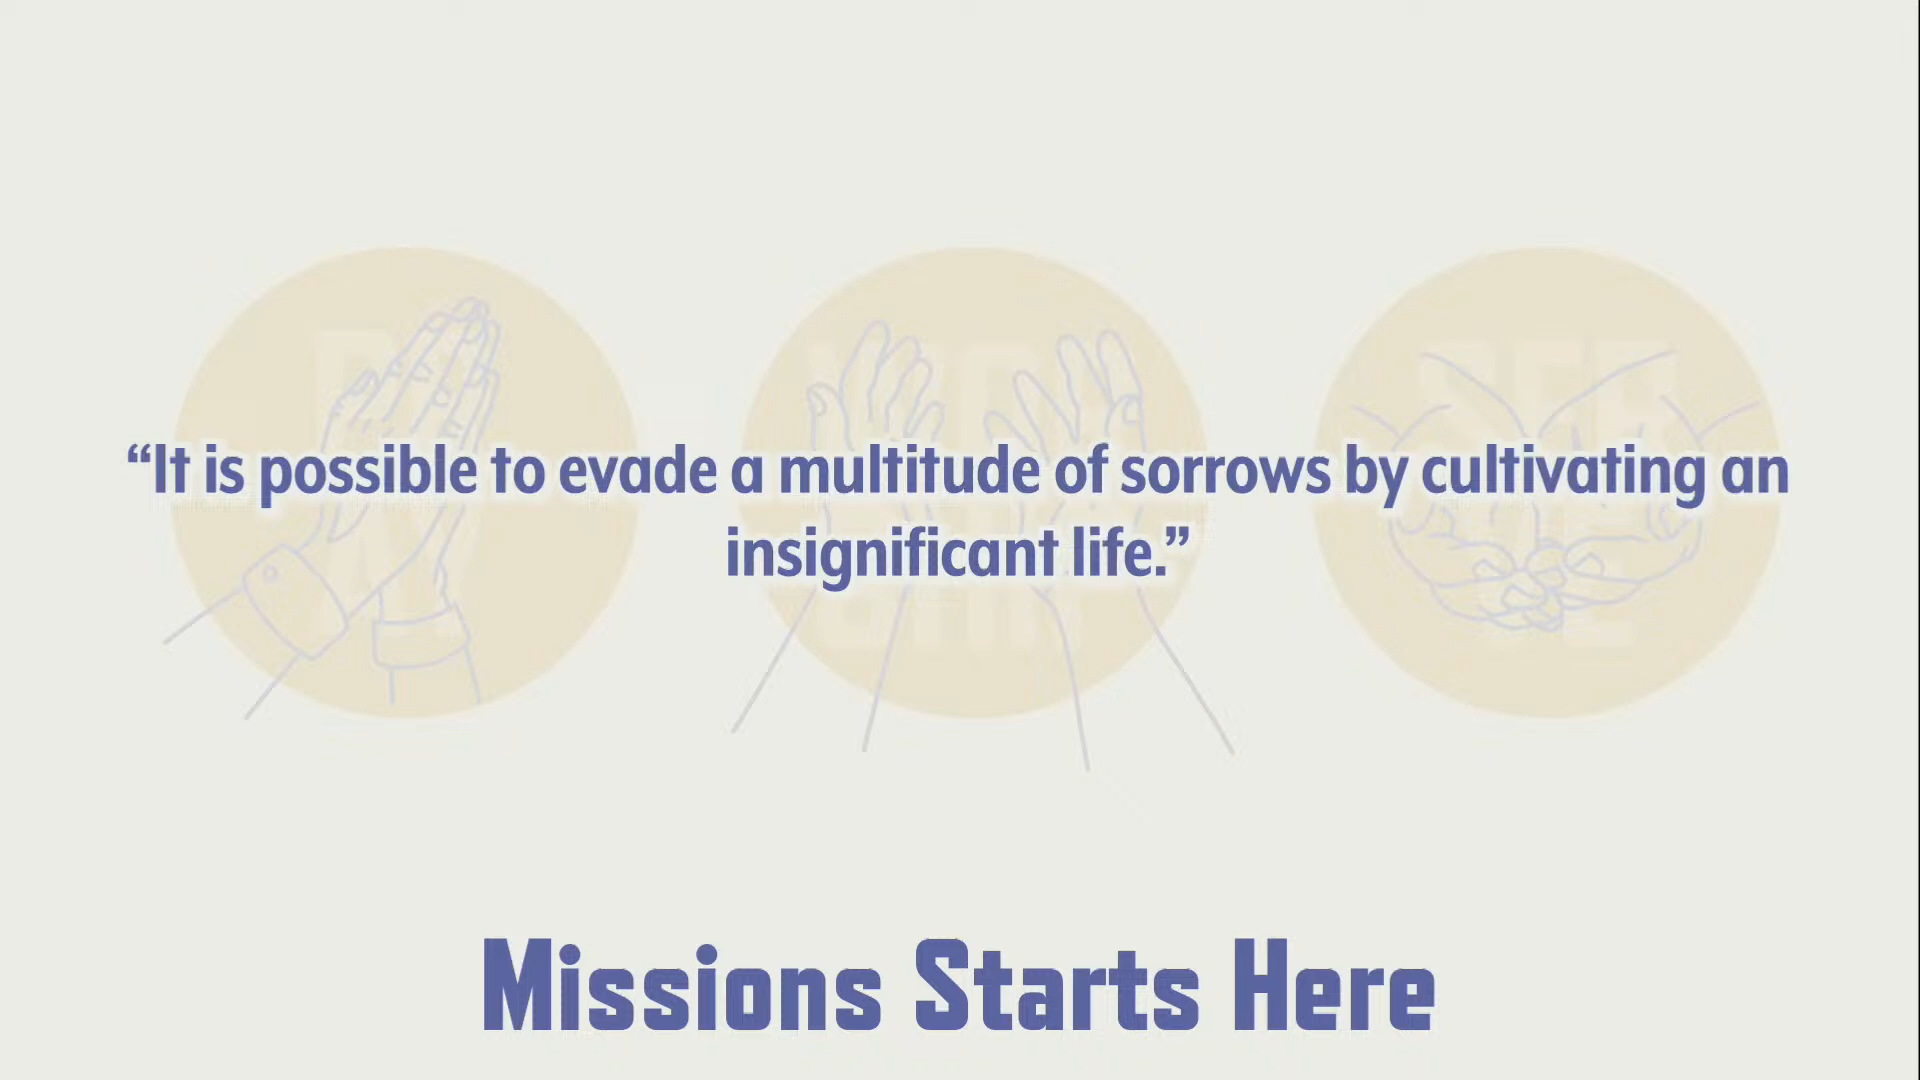 “It is possible to evade a multitude of sorrows by cultivating an
insignificant life.”
Missions Starts Here